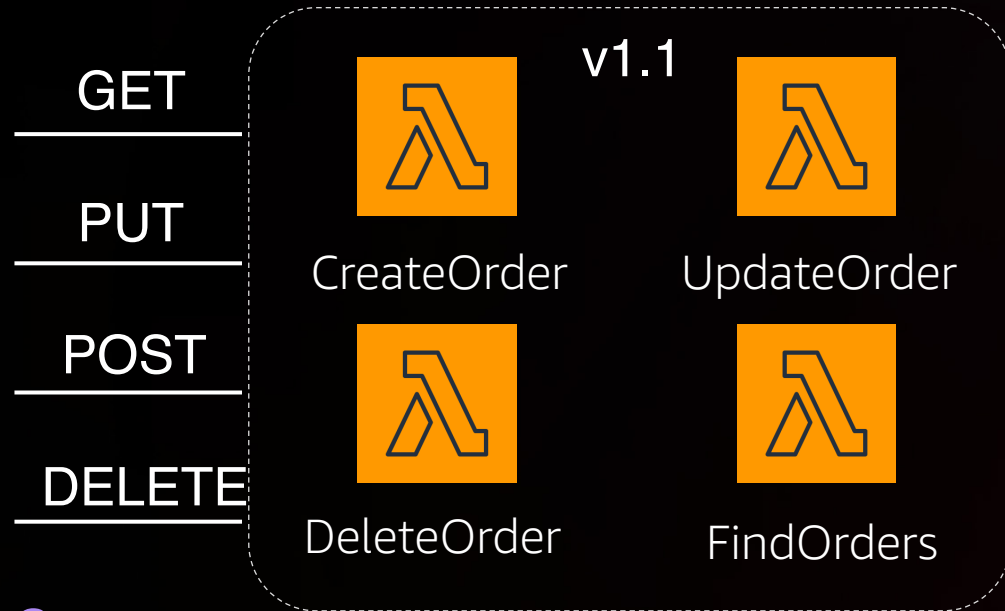 GET
PUT
POST
DELETE
v1.1
CreateOrder
UpdateOrder
DeleteOrder
FindOrders